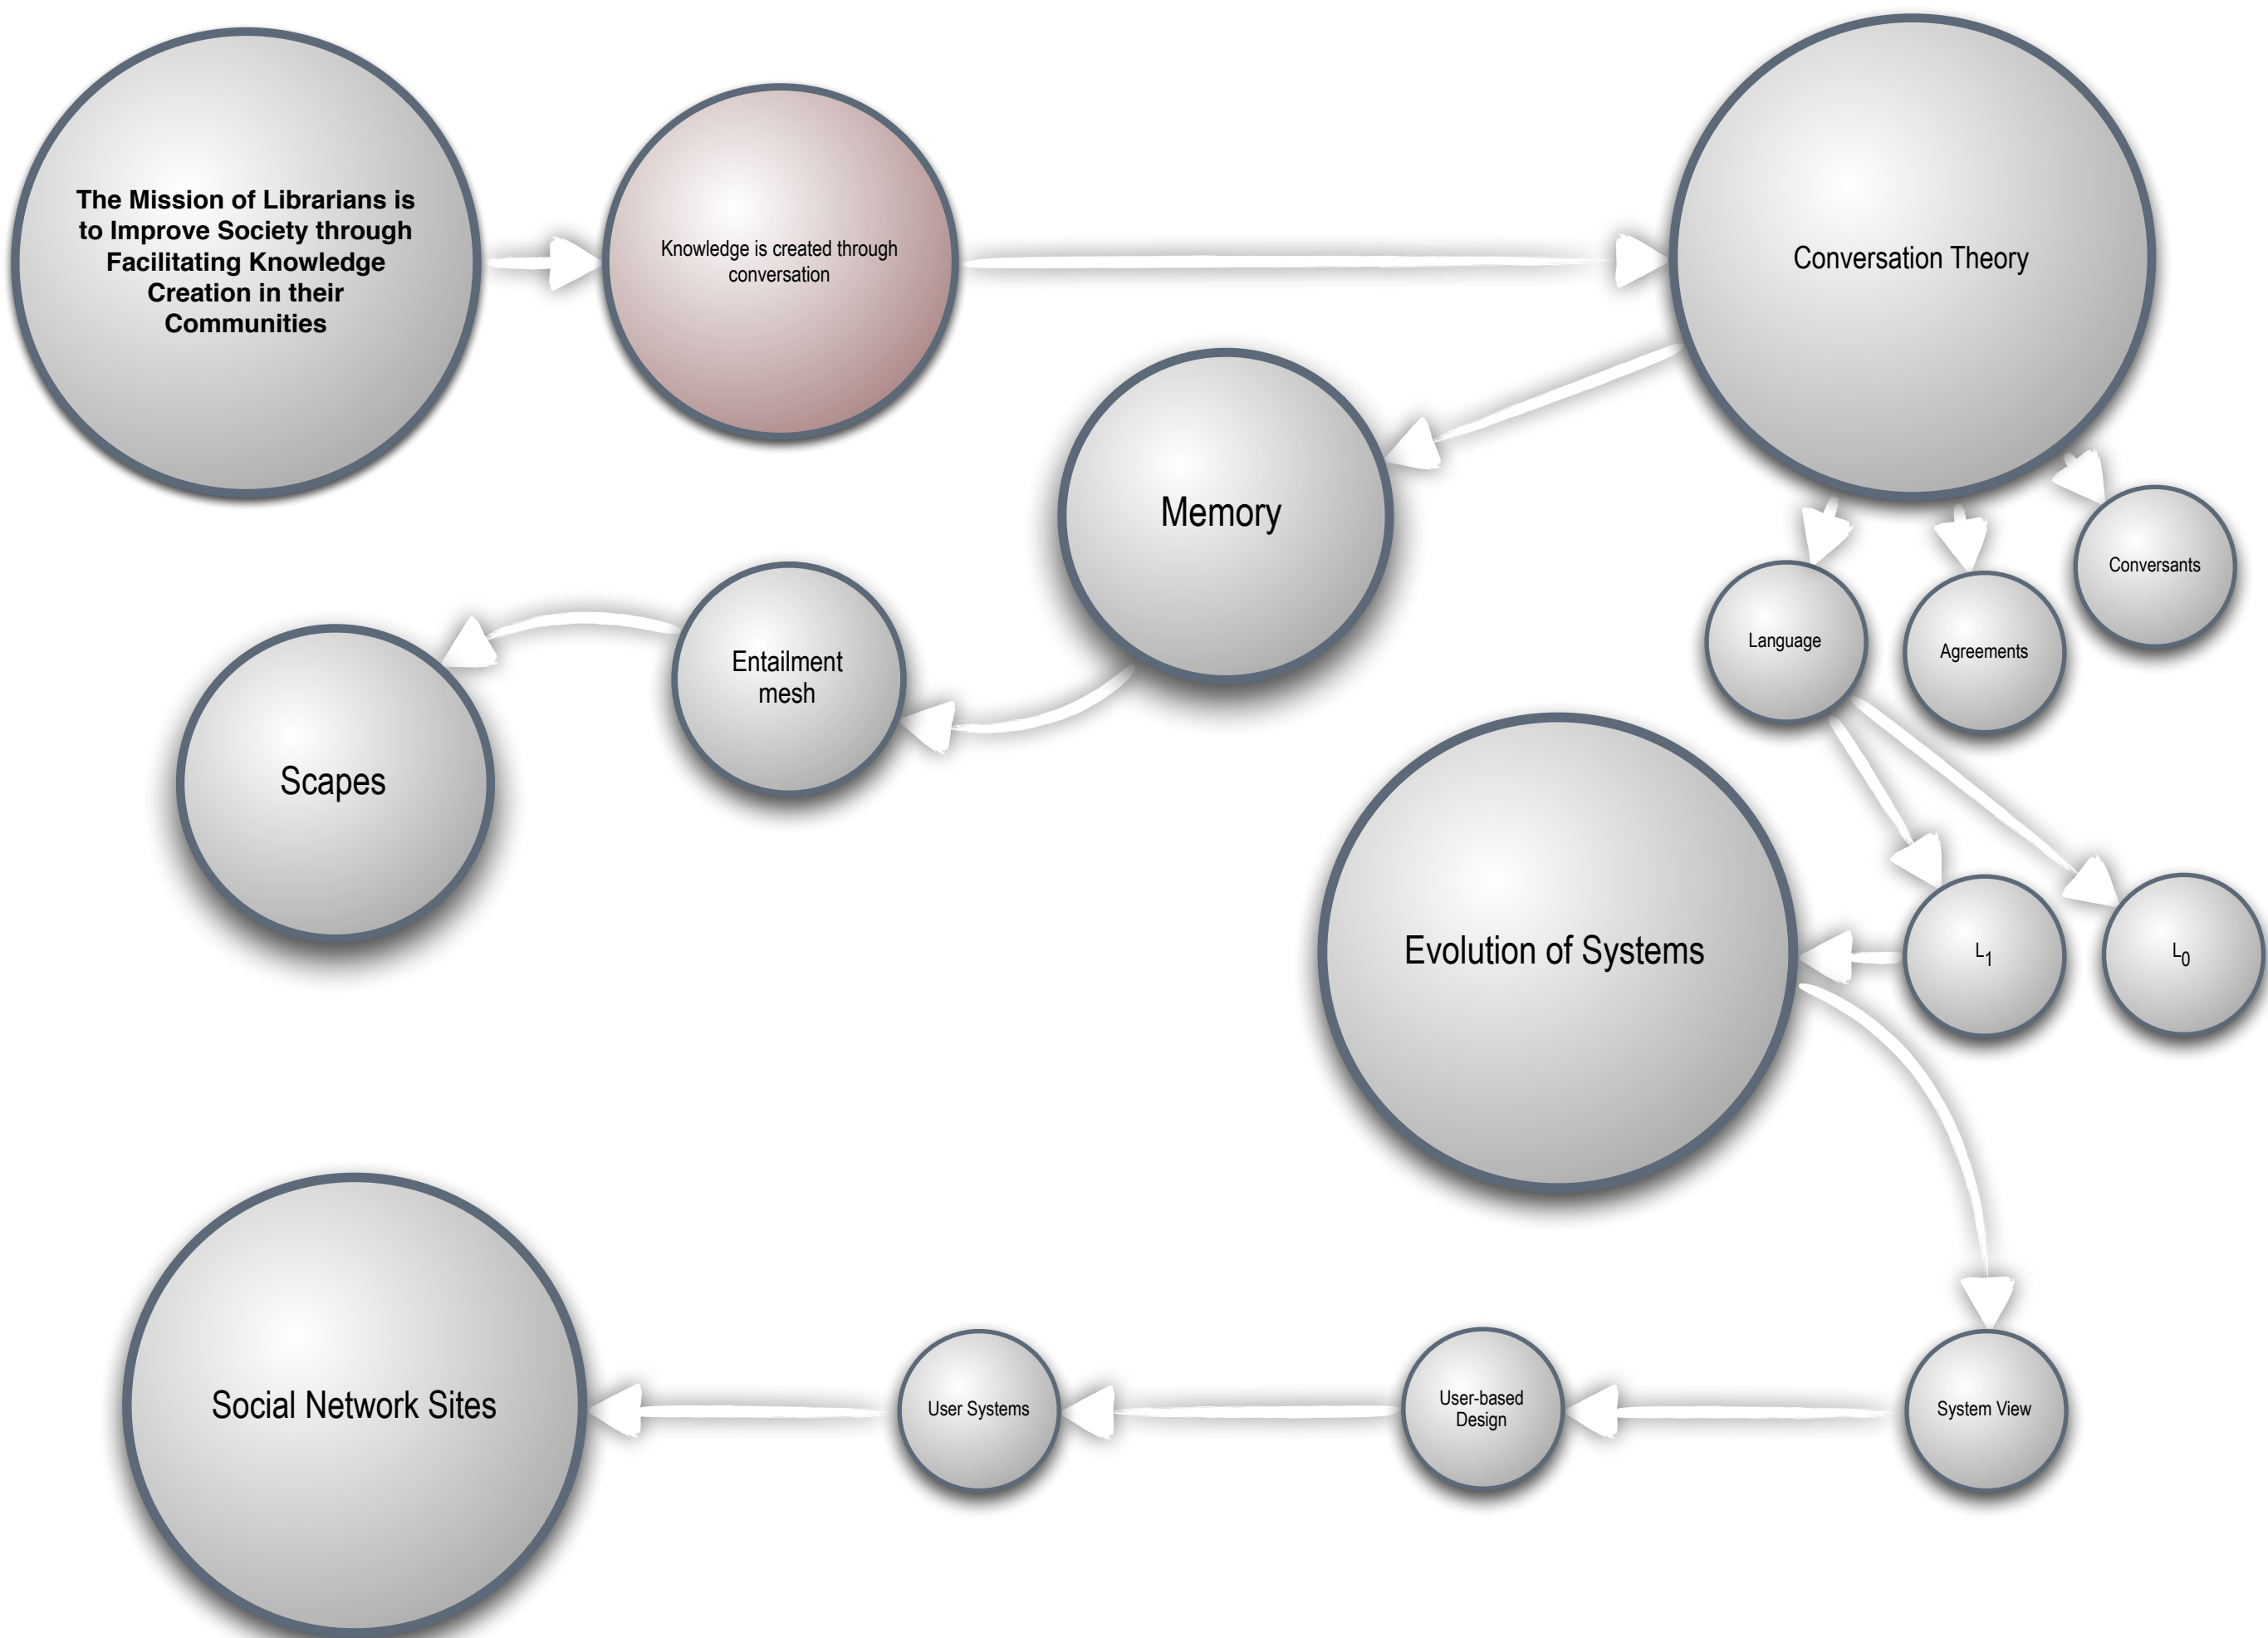 The Mission of Librarians is
to Improve Society through
Facilitating Knowledge
Creation in their
Communities
Knowledge is created through
conversation
Conversation Theory
Memory
Conversants
Language
Agreements
Entailment
mesh
Scapes
Evolution of Systems
L₁
L₀
Social Network Sites
User Systems
User-based
Design
System View